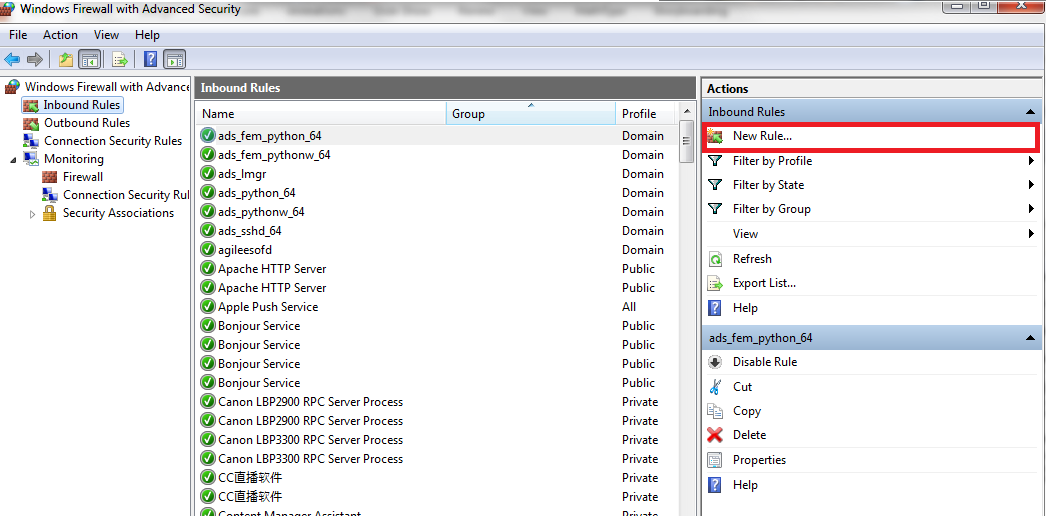 Windows Firewall with Advanced Security
File Action View Help
Windows Firewall with Advance
Inbound Rules
Outbound Rules
Connection Security Rules
Monitoring
Firewall
Connection Security Rul
Security Associations
Inbound Rules
Name Group Profile
ads_fem_python_64 Domain
ads_fem_pythonw_64 Domain
ads_lmgr Domain
ads_python_64 Domain
ads_pythonw_64 Domain
ads_sshd_64 Domain
agileesofd Domain
Apache HTTP Server Public
Apache HTTP Server Public
Apple Push Service All
Bonjour Service Public
Bonjour Service Public
Bonjour Service Public
Bonjour Service Public
Canon LBP2900 RPC Server Process Private
Canon LBP2900 RPC Server Process Private
Canon LBP3300 RPC Server Process Private
Canon LBP3300 RPC Server Process Private
CC直播软件 Private
CC直播软件 Private
Content Manager Assistant Private
Actions
Inbound Rules
New Rule...
Filter by Profile
Filter by State
Filter by Group
View
Refresh
Export List...
Help
ads_fem_python_64
Disable Rule
Cut
Copy
Delete
Properties
Help